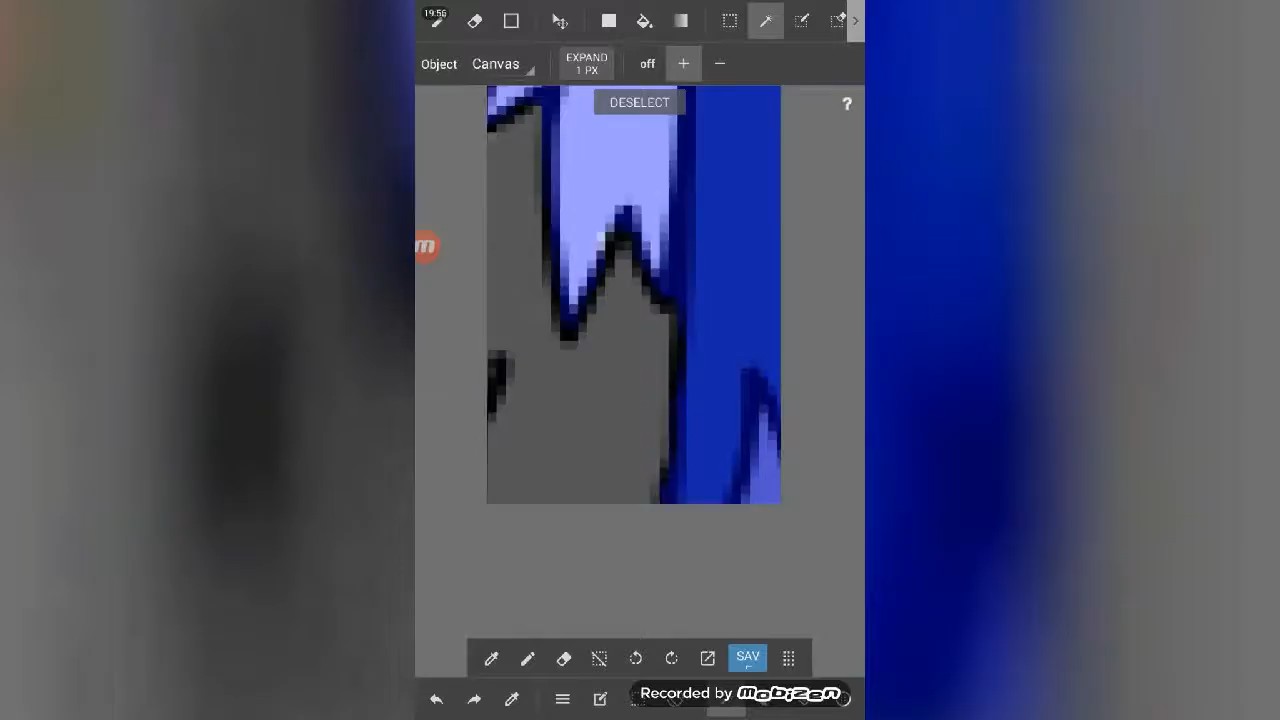 19:56
Object Canvas EXPAND off + −
1 PX
DESELECT ?
m
SAV
Recorded by mobizen